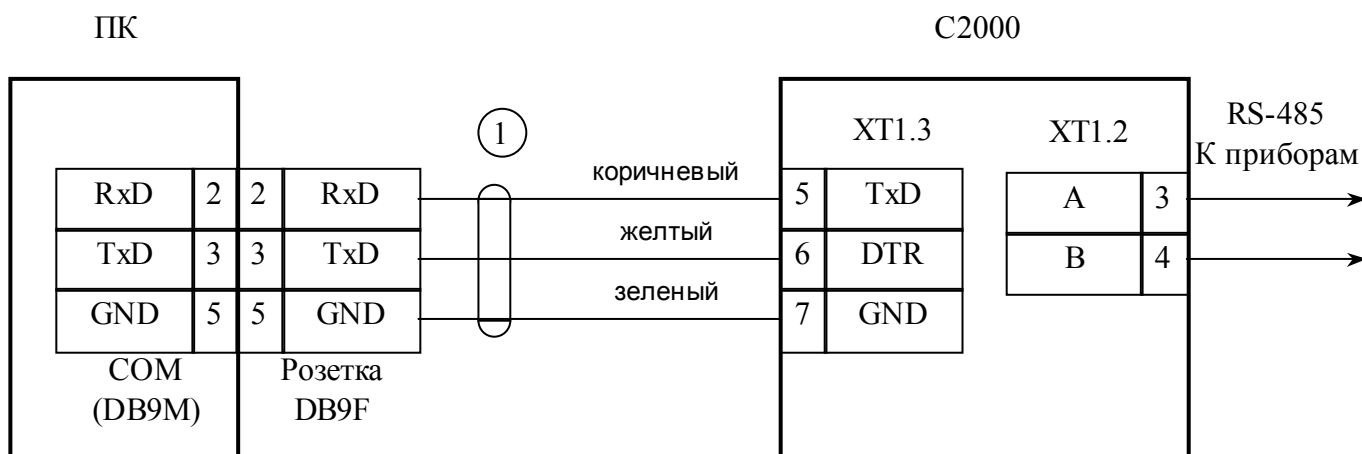 ПК
С2000
1
XT1.3
XT1.2
RS-485
К приборам
коричневый
RxD 2 2 RxD
5 TxD
A 3
желтый
TxD 3 3 TxD
6 DTR
B 4
зеленый
GND 5 5 GND
7 GND
COM
(DB9M)
Розетка
DB9F